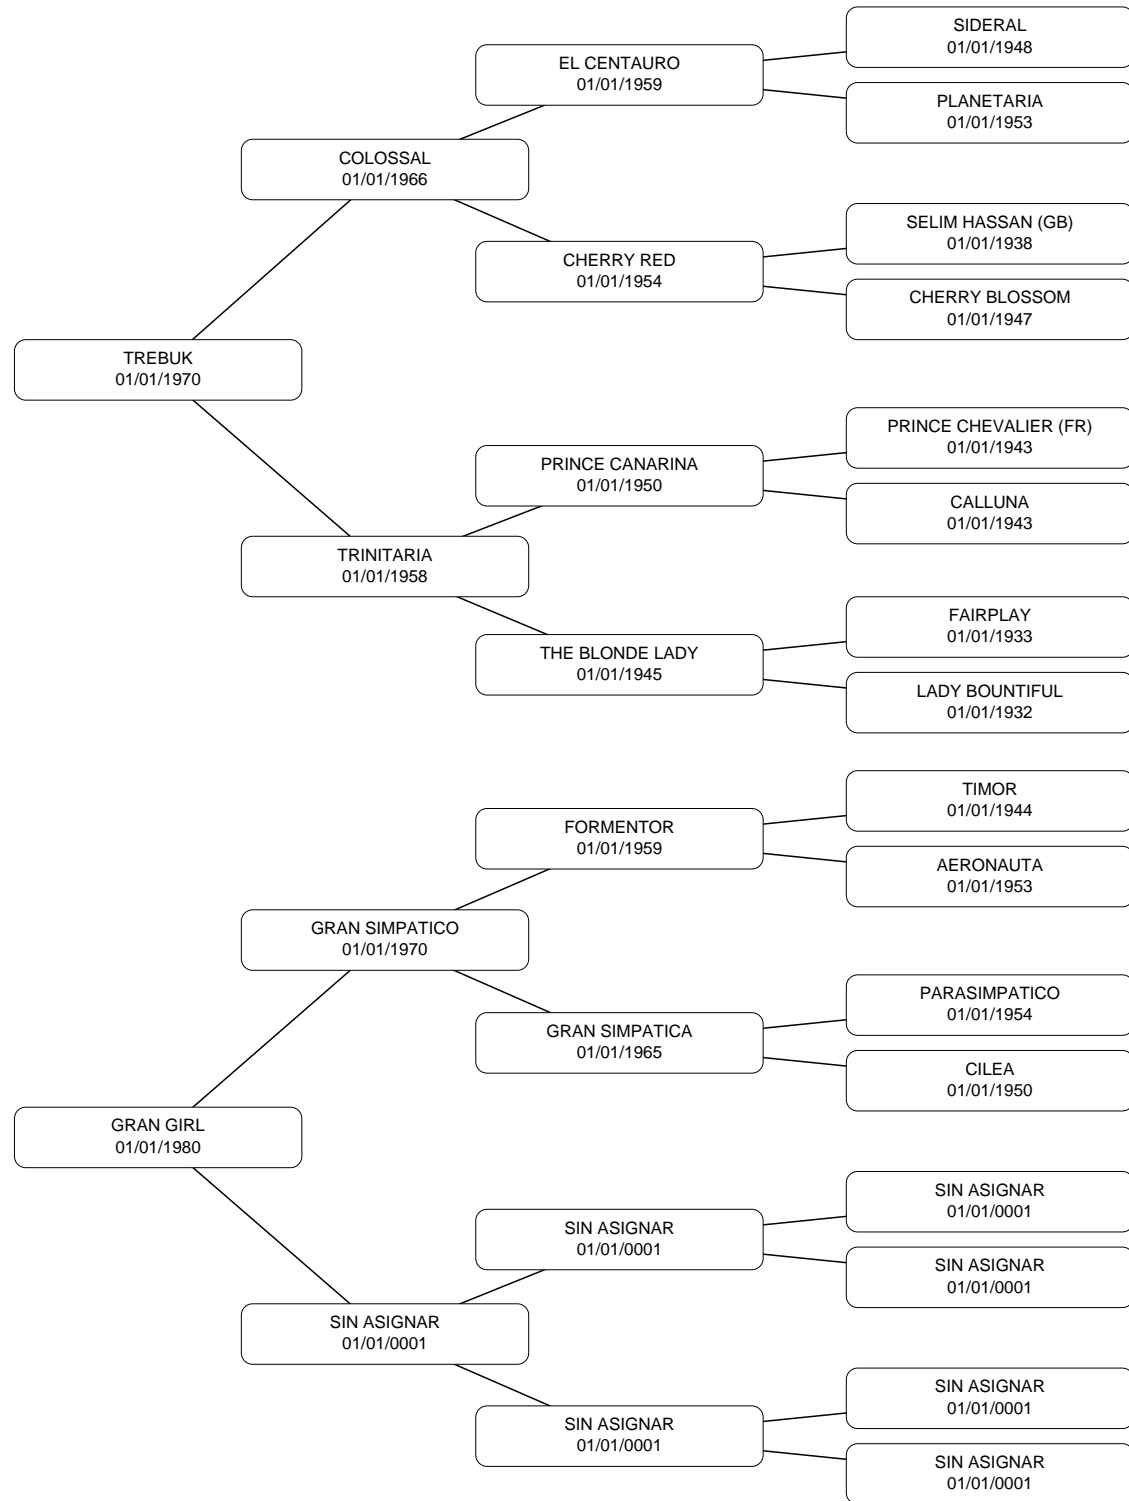 SIDERAL
01/01/1948
EL CENTAURO
01/01/1959
PLANETARIA
01/01/1953
COLOSSAL
01/01/1966
SELIM HASSAN (GB)
01/01/1938
CHERRY RED
01/01/1954
CHERRY BLOSSOM
01/01/1947
TREBUK
01/01/1970
PRINCE CHEVALIER (FR)
01/01/1943
PRINCE CANARINA
01/01/1950
CALLUNA
01/01/1943
TRINITARIA
01/01/1958
FAIRPLAY
01/01/1933
THE BLONDE LADY
01/01/1945
LADY BOUNTIFUL
01/01/1932
TIMOR
01/01/1944
FORMENTOR
01/01/1959
AERONAUTA
01/01/1953
GRAN SIMPATICO
01/01/1970
PARASIMPATICO
01/01/1954
GRAN SIMPATICA
01/01/1965
CILEA
01/01/1950
GRAN GIRL
01/01/1980
SIN ASIGNAR
01/01/0001
SIN ASIGNAR
01/01/0001
SIN ASIGNAR
01/01/0001
SIN ASIGNAR
01/01/0001
SIN ASIGNAR
01/01/0001
SIN ASIGNAR
01/01/0001
SIN ASIGNAR
01/01/0001